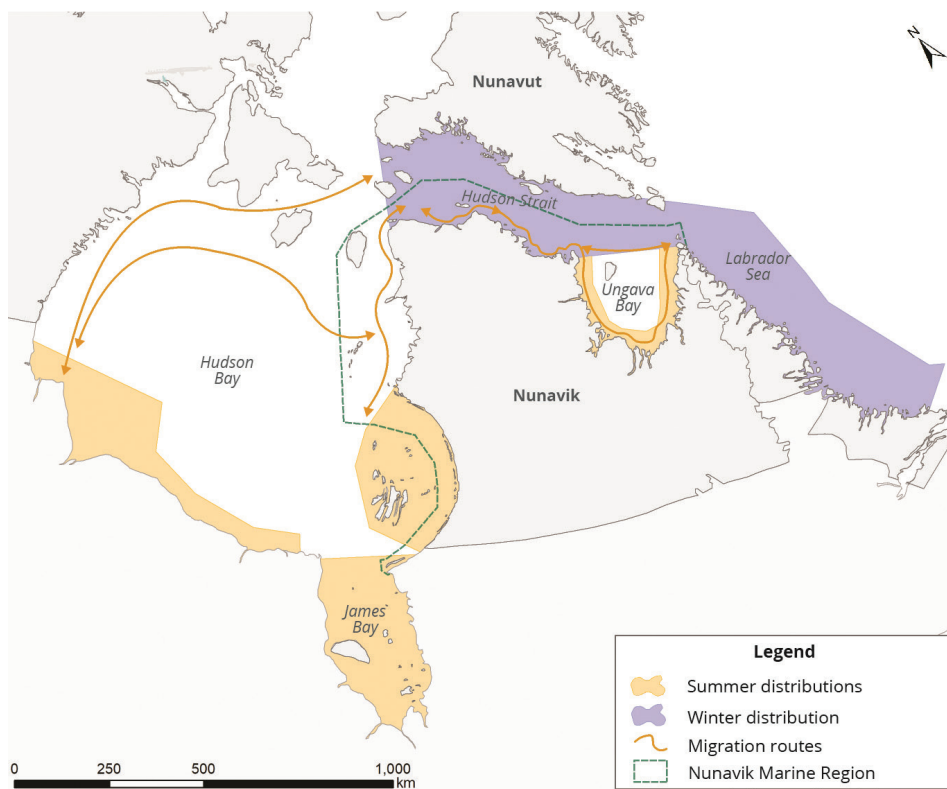 N
Nunavut
Hudson Strait
Labrador
Sea
Ungava
Bay
Hudson
Bay
Nunavik
James
Bay
Legend
Summer distributions
Winter distribution
Migration routes
Nunavik Marine Region
0 250 500 1,000
km